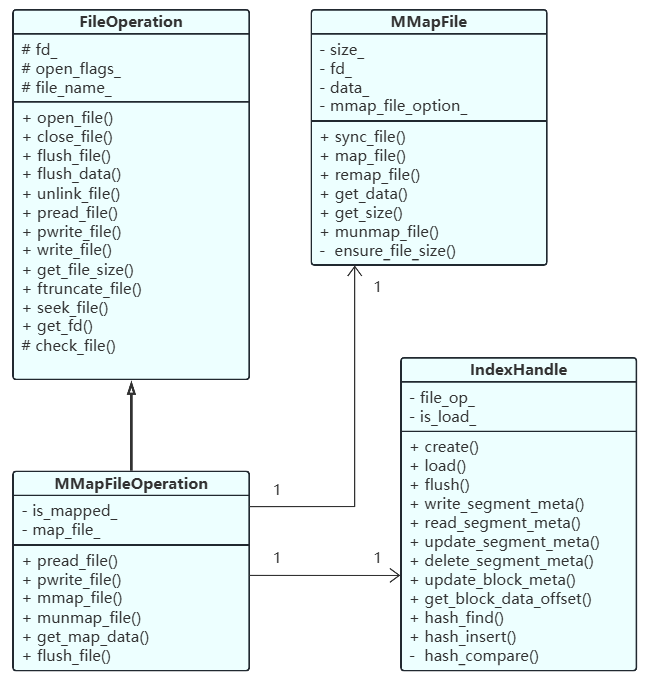 FileOperation
# fd_
# open_flags_
# file_name_
+ open_file()
+ close_file()
+ flush_file()
+ flush_data()
+ unlink_file()
+ pread_file()
+ pwrite_file()
+ write_file()
+ get_file_size()
+ ftruncate_file()
+ seek_file()
+ get_fd()
# check_file()
MMapFile
- size_
- fd_
- data_
- mmap_file_option_
+ sync_file()
+ map_file()
+ remap_file()
+ get_data()
+ get_size()
+ munmap_file()
- ensure_file_size()
1
MMapFileOperation
- is_mapped_
- map_file_
+ pread_file()
+ pwrite_file()
+ mmap_file()
+ munmap_file()
+ get_map_data()
+ flush_file()
1
1
1
IndexHandle
- file_op_
- is_load_
+ create()
+ load()
+ flush()
+ write_segment_meta()
+ read_segment_meta()
+ update_segment_meta()
+ delete_segment_meta()
+ update_block_meta()
+ get_block_data_offset()
+ hash_find()
+ hash_insert()
- hash_compare()